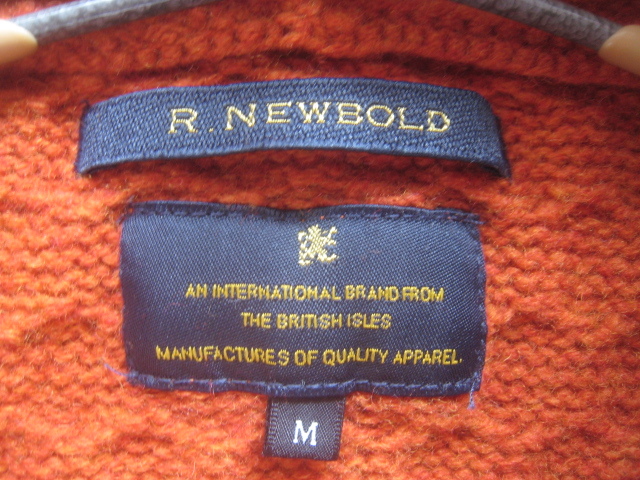 R. NEWBOLD
AN INTERNATIONAL BRAND FROM
THE BRITISH ISLES
MANUFACTURES OF QUALITY APPAREL.
M